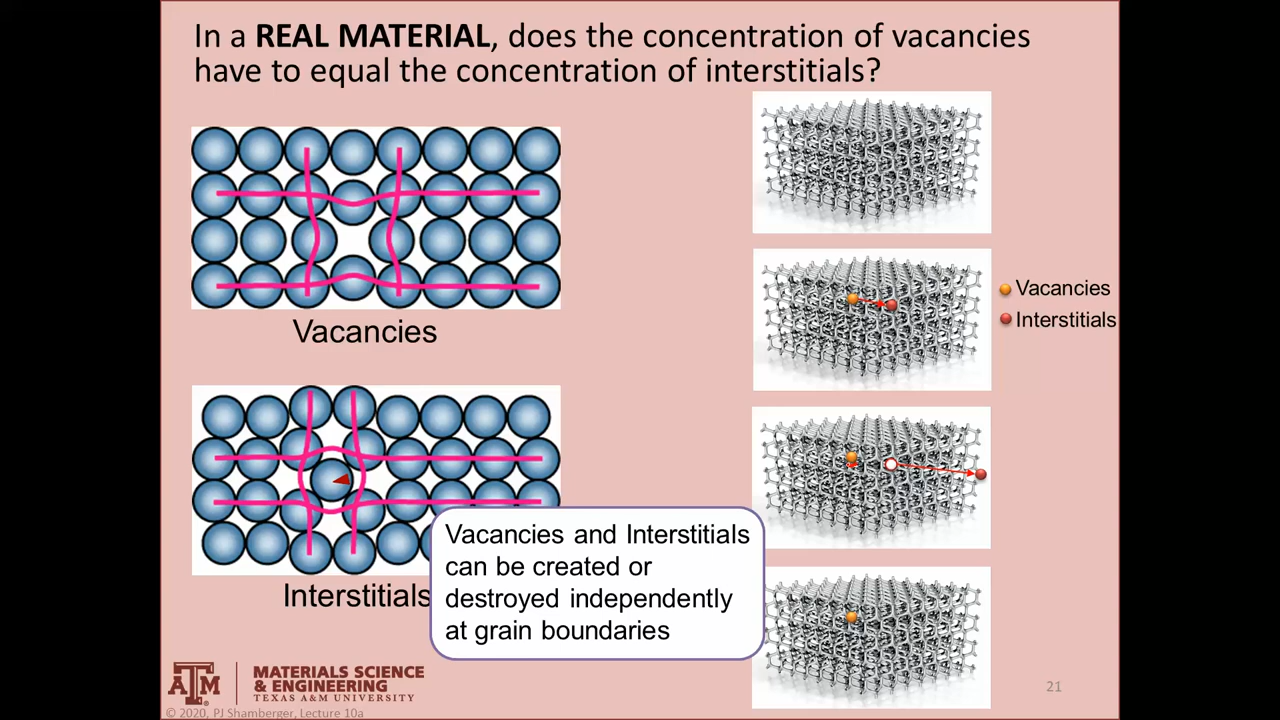 In a REAL MATERIAL, does the concentration of vacancies
have to equal the concentration of interstitials?
Vacancies
Interstitials
Vacancies
Interstitials
Vacancies and Interstitials
can be created or
destroyed independently
at grain boundaries
ATM
MATERIALS SCIENCE
& ENGINEERING
TEXAS A&M UNIVERSITY
© 2020, PJ Shamberger, Lecture 10a
21